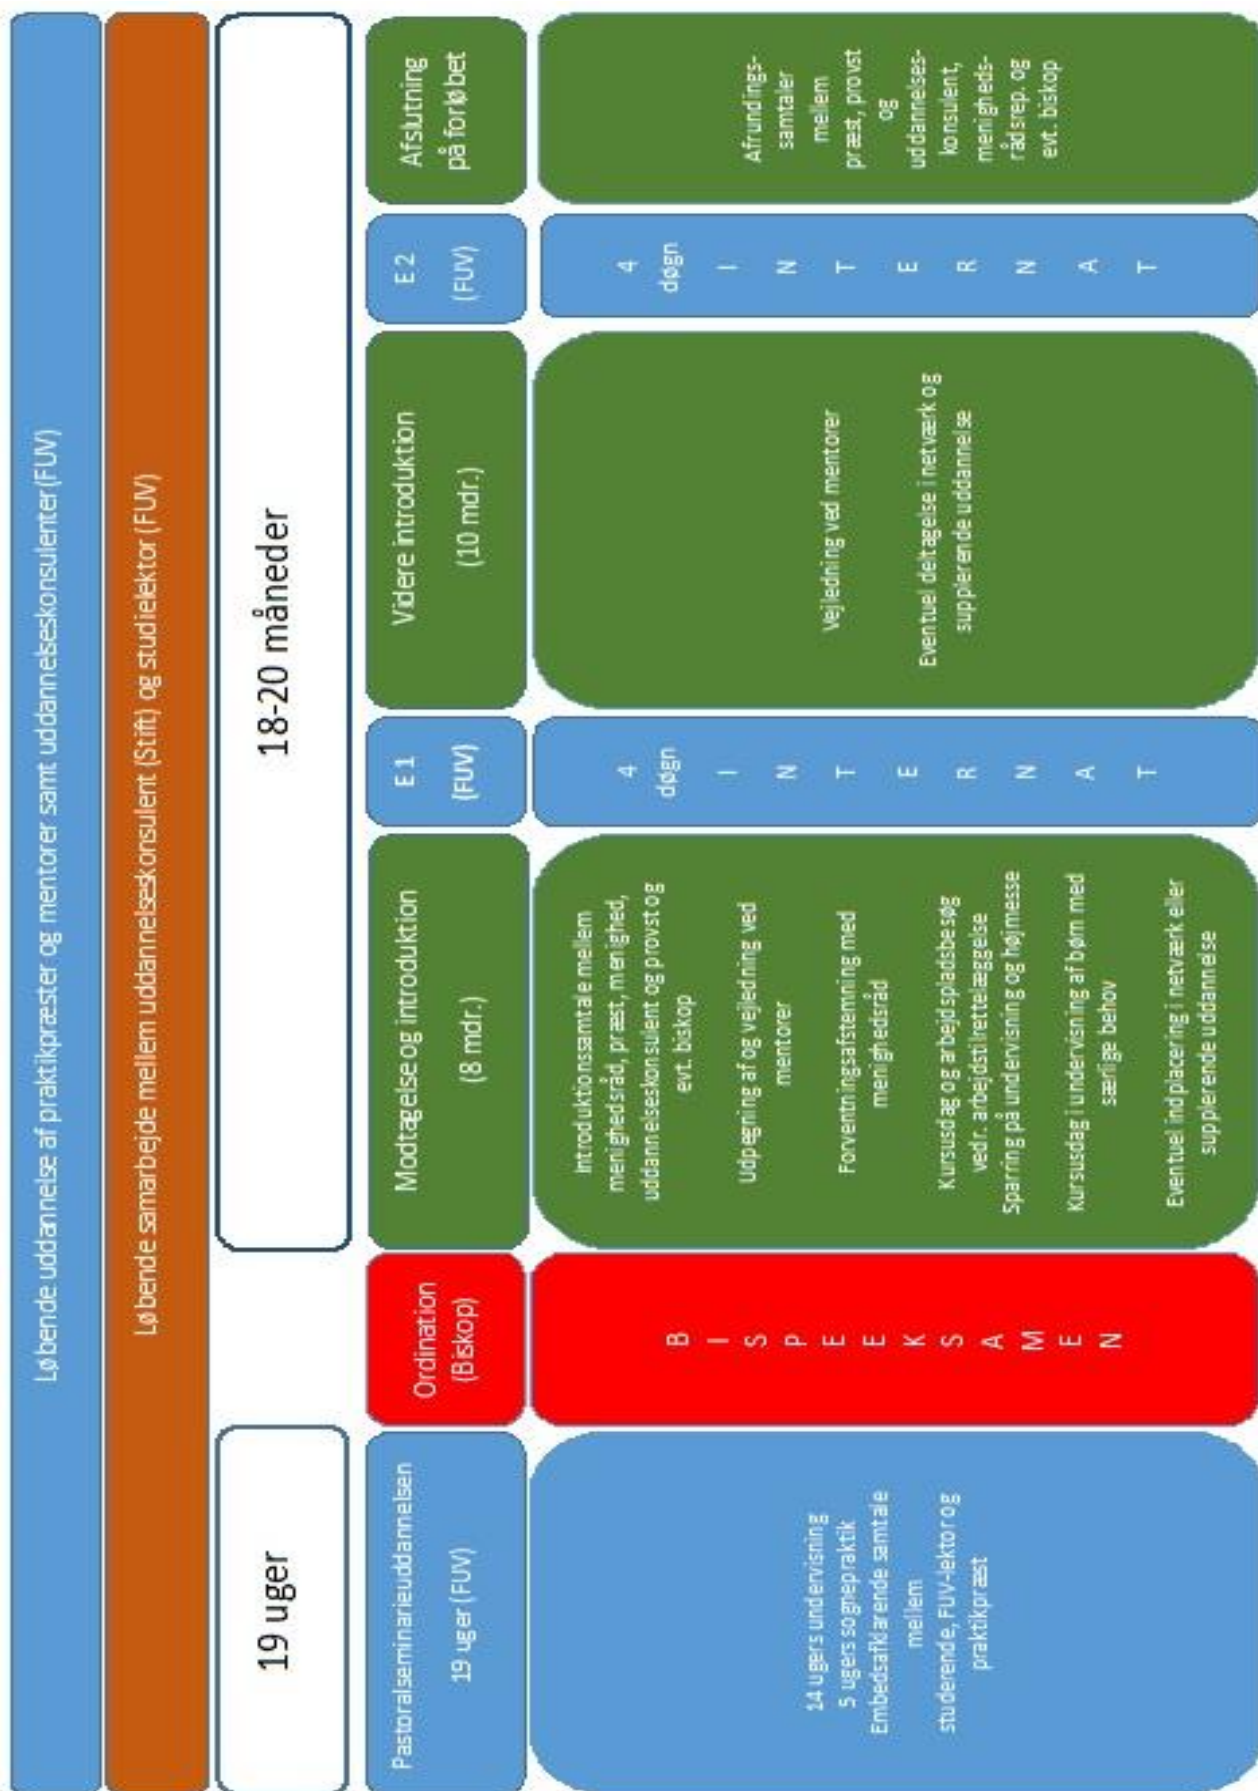 Løbende uddannelse af praktikpræster og mentorer samt uddannelseskonsulenter (FUV)
Løbende samarbejde mellem uddannelseskonsulent (Stift) og studielektor (FUV)
19 uger
18-20 måneder
Pastoralseminarieuddannelsen
19 uger (FUV)
Ordination
(Biskop)
Modtagelse og introduktion
(8 mdr.)
E 1
(FUV)
Videre introduktion
(10 mdr.)
E 2
(FUV)
Afslutning
på forløbet
14 ugers undervisning
5 ugers sognepraktik
Embedsafklarende samtale
mellem
studerende, FUV-lektor og
praktikpræst
B
I
S
P
E
E
K
S
A
M
E
N
Introduktionssamtale mellem
menighedsråd, præst, menighed,
uddannelseskonsulent og provst og
evt. biskop
Udpegning af og vejledning ved
mentorer
Forventningsafstemning med
menighedsråd
Kursusdag og arbejdspladsbesøg
vedr. arbejdstilrettelæggelse
Sparring på undervisning og højmesse
Kursusdag i undervisning af børn med
særlige behov
Eventuel indplacering i netværk eller
supplerende uddannelse
4
døgn
I
N
T
E
R
N
A
T
Vejledning ved mentorer
Eventuel deltagelse i netværk og
supplerende uddannelse
4
døgn
I
N
T
E
R
N
A
T
Afrundings-
samtaler
mellem
præst, provst
og
uddannelses-
konsulent,
menigheds-
rådsrep. og
evt. biskop